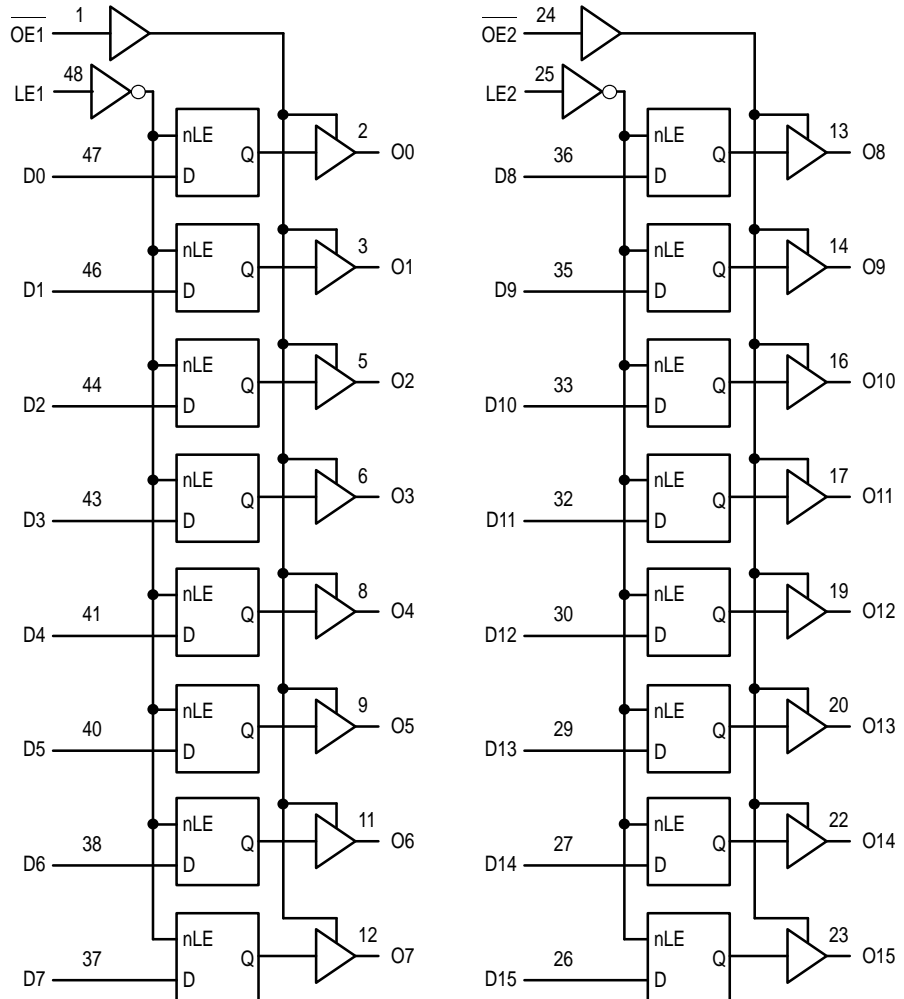 OE1 1
LE1 48
nLE
Q
D
D0 47
2 O0
nLE
Q
D
D1 46
3 O1
nLE
Q
D
D2 44
5 O2
nLE
Q
D
D3 43
6 O3
nLE
Q
D
D4 41
8 O4
nLE
Q
D
D5 40
9 O5
nLE
Q
D
D6 38
11 O6
nLE
Q
D
D7 37
12 O7
OE2 24
LE2 25
nLE
Q
D
D8 36
13 O8
nLE
Q
D
D9 35
14 O9
nLE
Q
D
D10 33
16 O10
nLE
Q
D
D11 32
17 O11
nLE
Q
D
D12 30
19 O12
nLE
Q
D
D13 29
20 O13
nLE
Q
D
D14 27
22 O14
nLE
Q
D
D15 26
23 O15